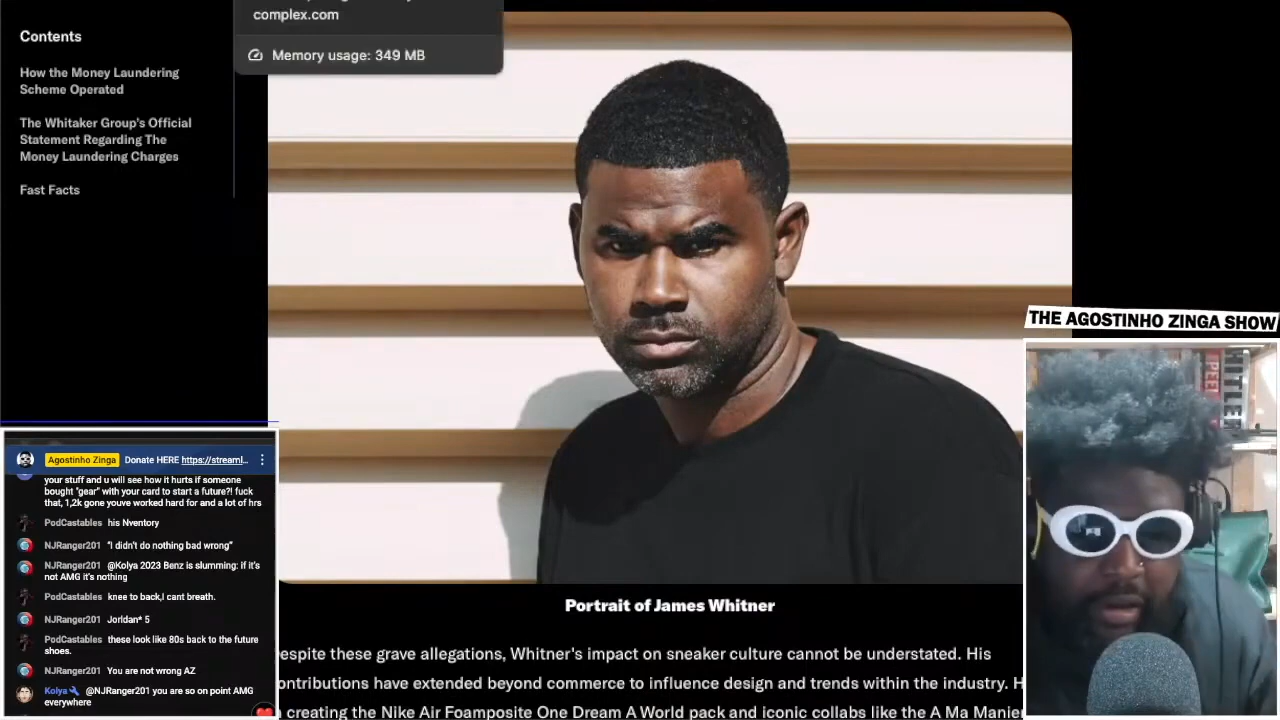 complex.com
Memory usage: 349 MB
Contents
How the Money Laundering
Scheme Operated
The Whitaker Group's Official
Statement Regarding The
Money Laundering Charges
Fast Facts
THE AGOSTINHO ZINGA SHOW
Agostinho Zinga Donate HERE https://streaml...
your stuff and u will see how it hurts if someone
bought "gear" with your card to start a future?! fuck
that, 1,2k gone youve worked hard for and a lot of hrs
PodCastables his Nventory
NJRanger201 "I didn't do nothing bad wrong"
NJRanger201 @Kolya 2023 Benz is slumming: if it's
not AMG it's nothing
PodCastables knee to back,I cant breath.
NJRanger201 Jorldan* 5
PodCastables these look like 80s back to the future
shoes.
NJRanger201 You are not wrong AZ
Kolya @NJRanger201 you are so on point AMG
everywhere
Portrait of James Whitner
espite these grave allegations, Whitner's impact on sneaker culture cannot be understated. His
ontributions have extended beyond commerce to influence design and trends within the industry. H
creating the Nike Air Foamposite One Dream A World pack and iconic collabs like the A Ma Manier